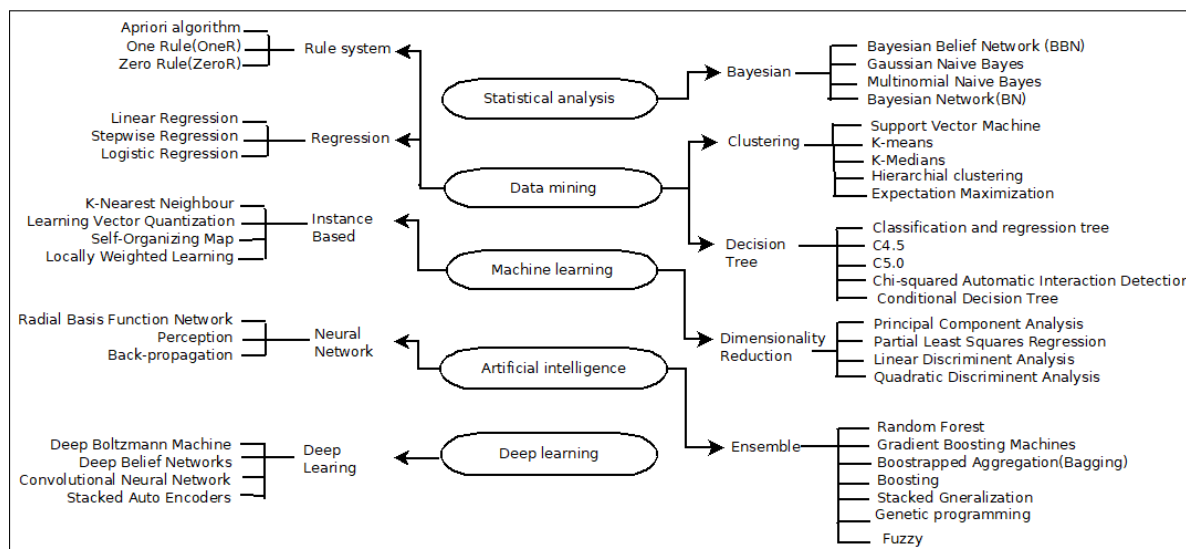 Apriori algorithm
One Rule(OneR)
Zero Rule(ZeroR)
Rule system
Linear Regression
Stepwise Regression
Logistic Regression
Regression
K-Nearest Neighbour
Learning Vector Quantization
Self-Organizing Map
Locally Weighted Learning
Instance
Based
Radial Basis Function Network
Perception
Back-propagation
Neural
Network
Deep Boltzmann Machine
Deep Belief Networks
Convolutional Neural Network
Stacked Auto Encoders
Deep
Learing
Statistical analysis
Data mining
Machine learning
Artificial intelligence
Deep learning
Bayesian
Bayesian Belief Network (BBN)
Gaussian Naive Bayes
Multinomial Naive Bayes
Bayesian Network(BN)
Clustering
Support Vector Machine
K-means
K-Medians
Hierarchial clustering
Expectation Maximization
Decision
Tree
Classification and regression tree
C4.5
C5.0
Chi-squared Automatic Interaction Detection
Conditional Decision Tree
Dimensionality
Reduction
Principal Component Analysis
Partial Least Squares Regression
Linear Discriminent Analysis
Quadratic Discriminent Analysis
Ensemble
Random Forest
Gradient Boosting Machines
Boostrapped Aggregation(Bagging)
Boosting
Stacked Gneralization
Genetic programming
Fuzzy